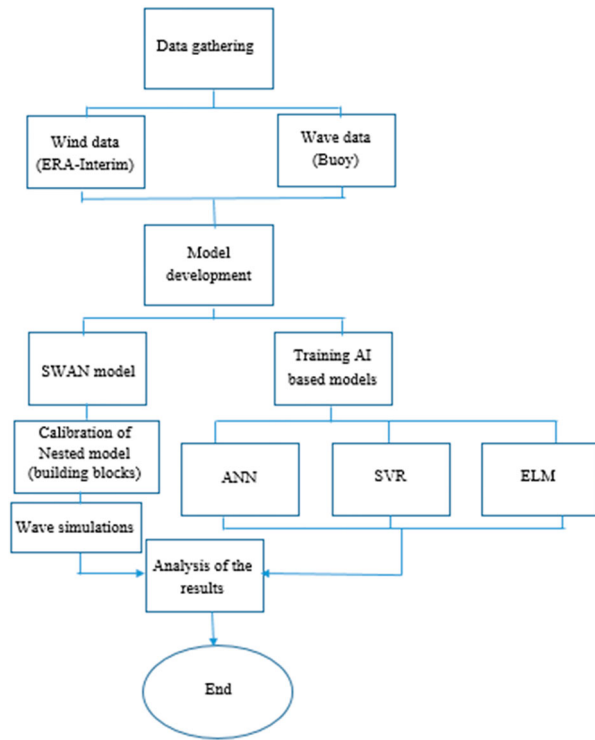 Data gathering
Wind data
(ERA-Interim)
Wave data
(Buoy)
Model
development
SWAN model
Training AI
based models
Calibration of
Nested model
(building blocks)
ANN
SVR
ELM
Wave simulations
Analysis of the
results
End